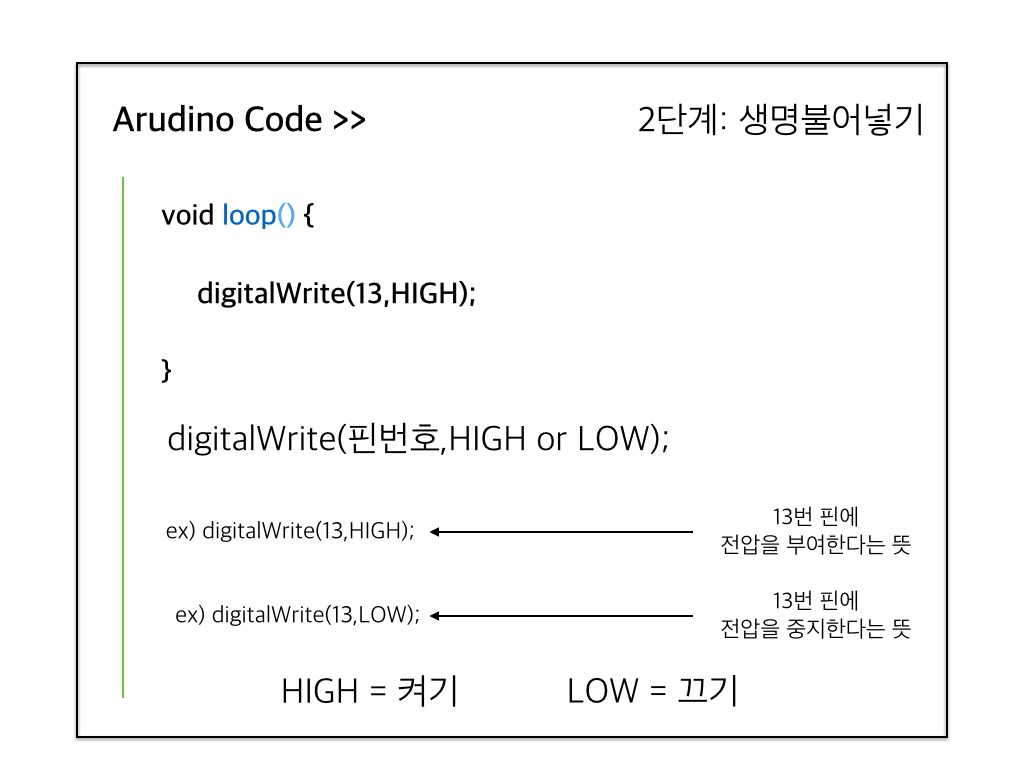 Arudino Code >>
2단계: 생명불어넣기
void loop() {
digitalWrite(13,HIGH);
}
digitalWrite(핀번호,HIGH or LOW);
ex) digitalWrite(13,HIGH);
13번 핀에
전압을 부여한다는 뜻
ex) digitalWrite(13,LOW);
13번 핀에
전압을 중지한다는 뜻
HIGH = 켜기
LOW = 끄기